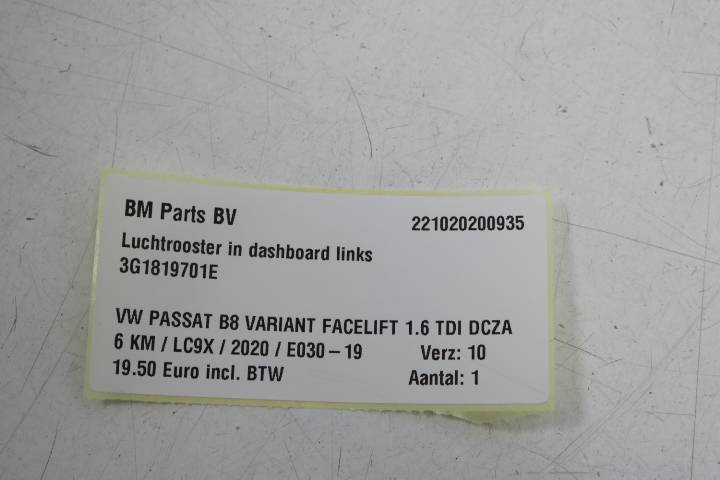 BM Parts BV 221020200935
Luchtrooster in dashboard links
3G1819701E
VW PASSAT B8 VARIANT FACELIFT 1.6 TDI DCZA
6 KM / LC9X / 2020 / E030 – 19 Verz: 10
19.50 Euro incl. BTW Aantal: 1